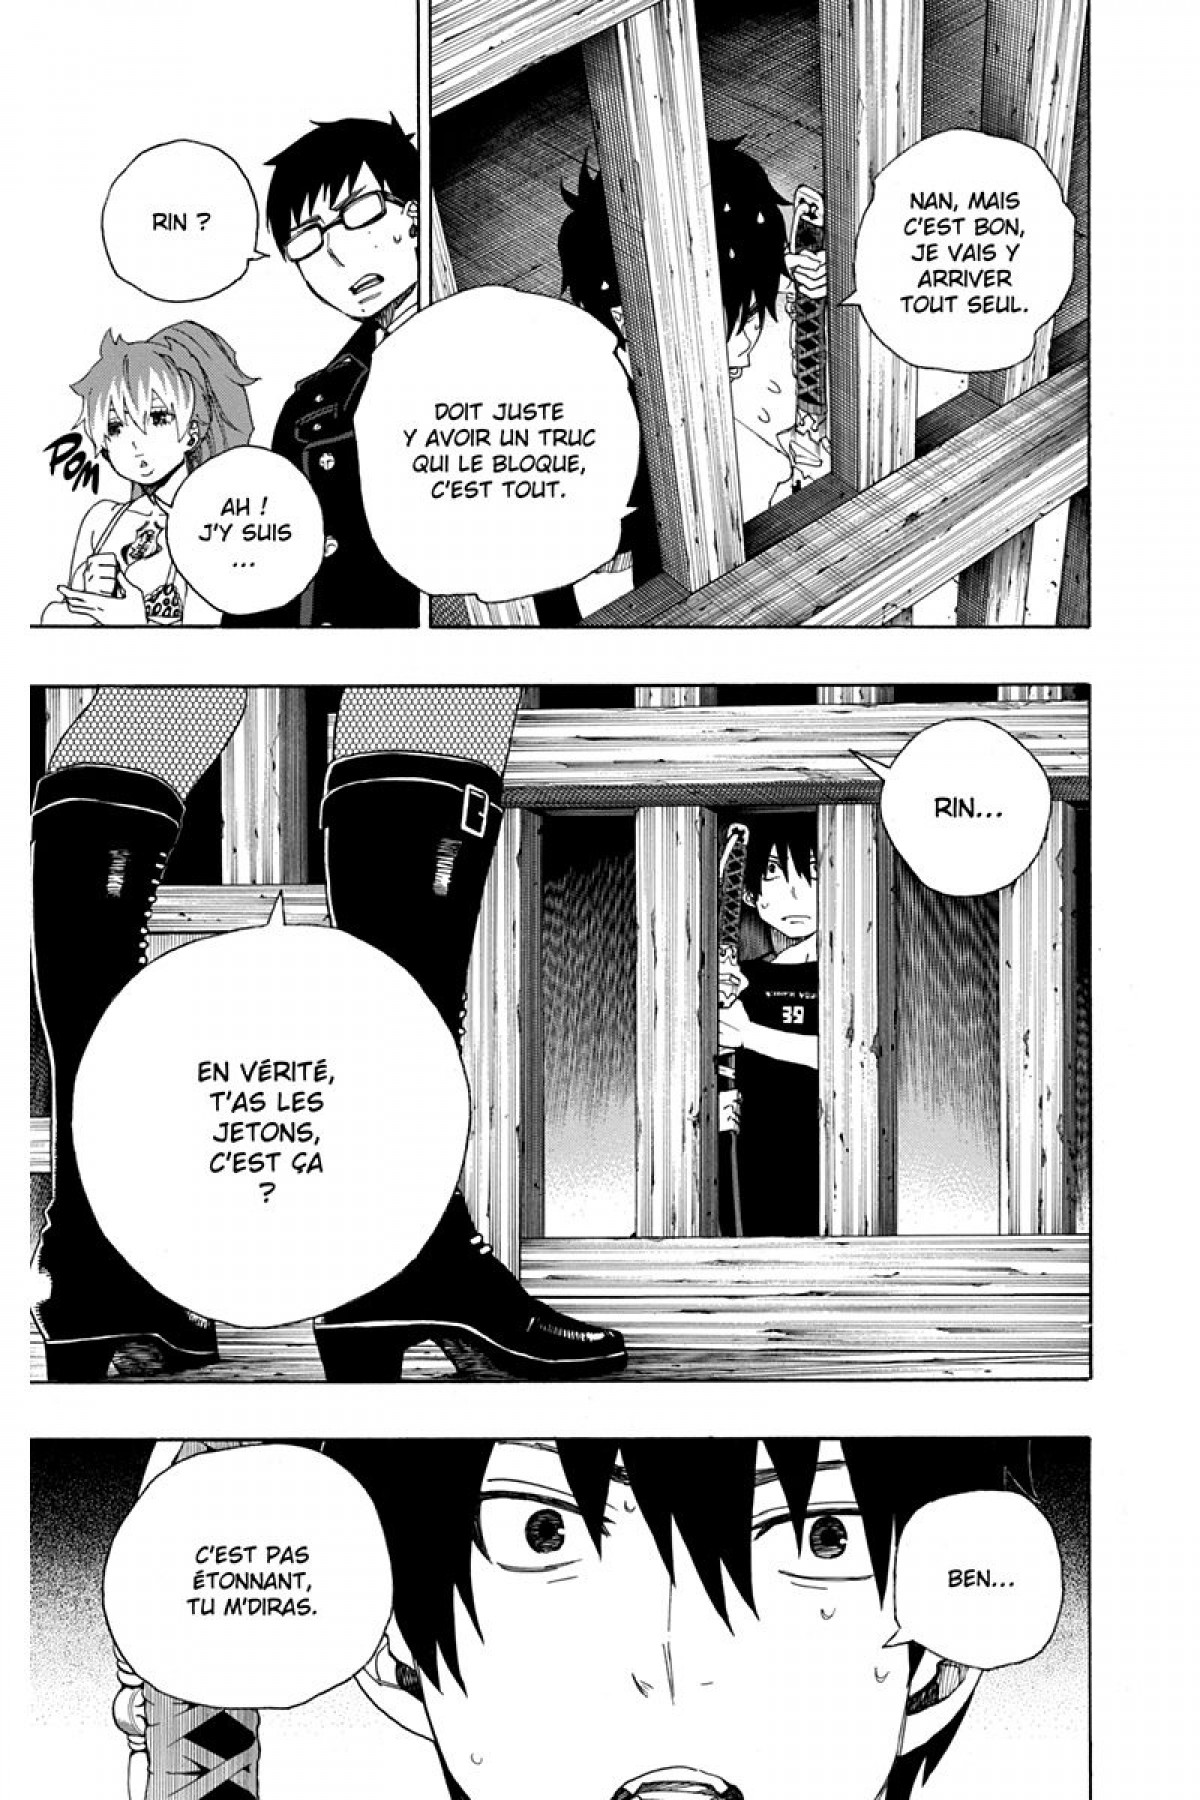 NAN, MAIS
C'EST BON,
JE VAIS Y
ARRIVER
TOUT SEUL.
DOIT JUSTE
Y AVOIR UN TRUC
QUI LE BLOQUE,
C'EST TOUT.
RIN ?
AH !
J'Y SUIS
...
POM
RIN...
39
EN VÉRITÉ,
T'AS LES
JETONS,
C'EST ÇA
?
BEN...
C'EST PAS
ÉTONNANT,
TU M'DIRAS.